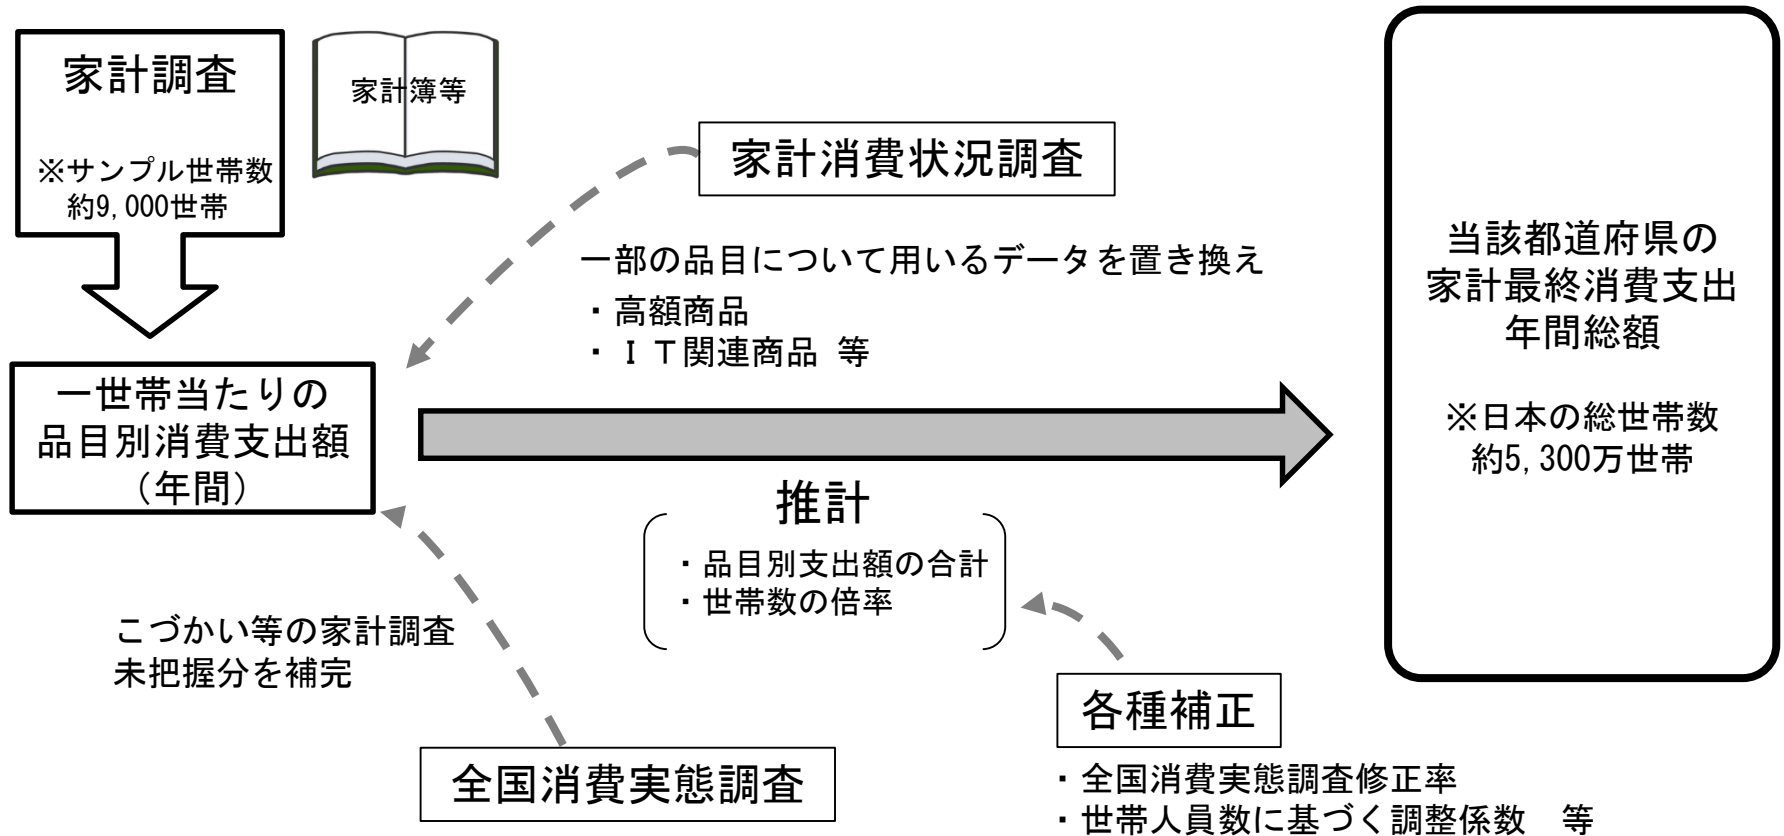 家計調査
※サンプル世帯数
約9,000世帯
家計簿等
家計消費状況調査
一部の品目について用いるデータを置き換え
・高額商品
・ＩＴ関連商品 等
一世帯当たりの
品目別消費支出額
（年間）
推計
・品目別支出額の合計
・世帯数の倍率
こづかい等の家計調査
未把握分を補完
全国消費実態調査
各種補正
・全国消費実態調査修正率
・世帯人員数に基づく調整係数　等
当該都道府県の
家計最終消費支出
年間総額
※日本の総世帯数
約5,300万世帯